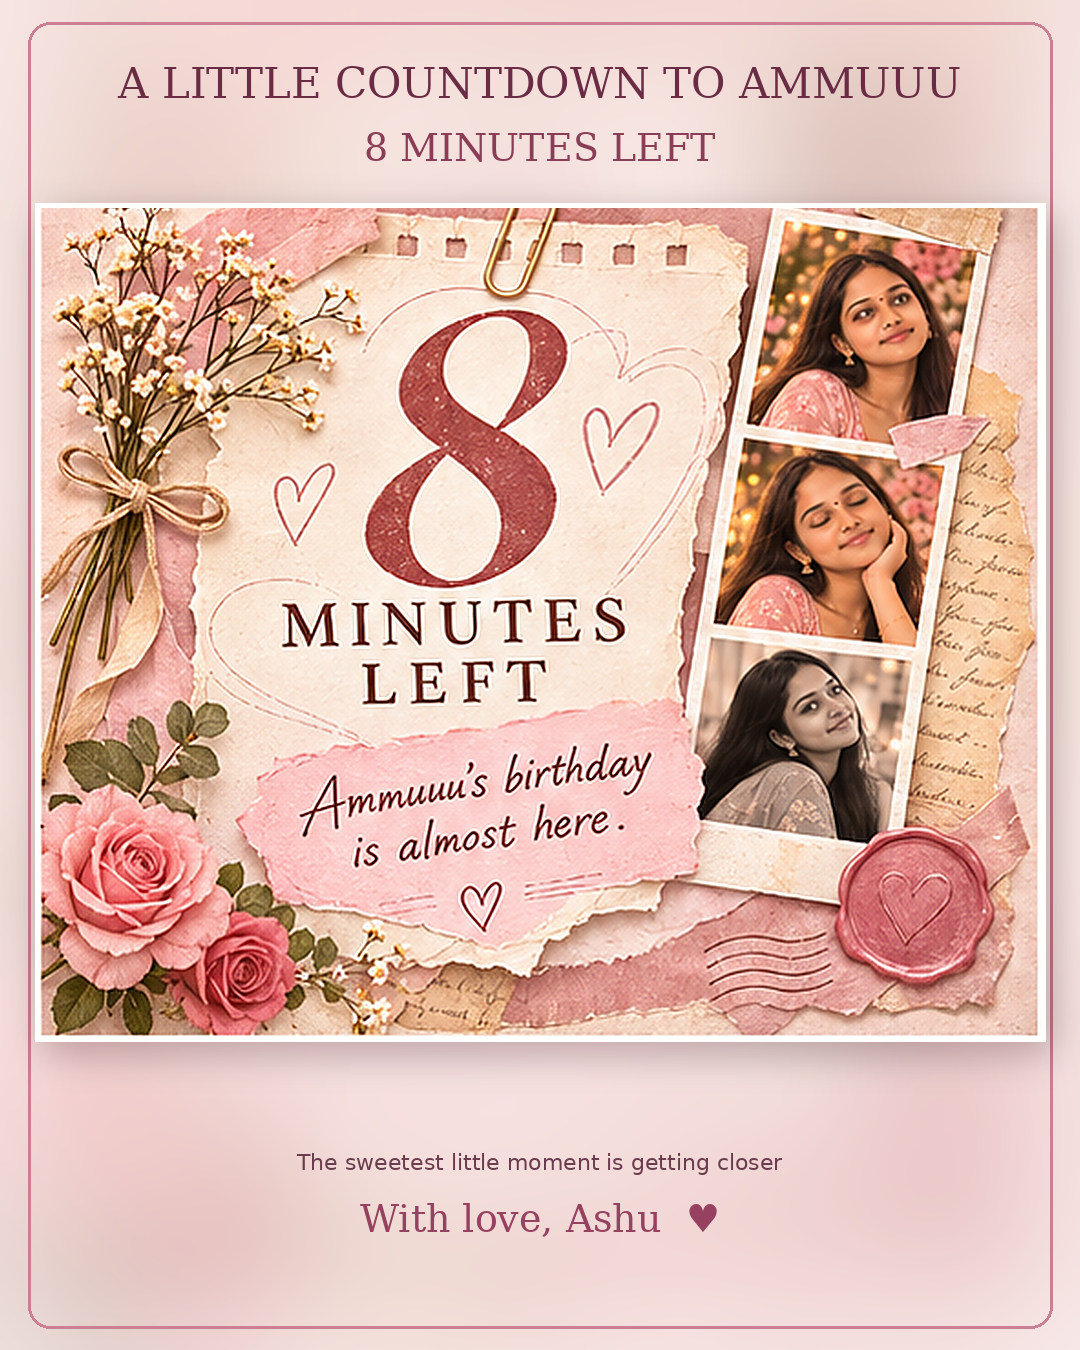 A LITTLE COUNTDOWN TO AMMUUU
8 MINUTES LEFT
8
MINUTES
LEFT
Ammuuu's birthday
is almost here.
The sweetest little moment is getting closer
With love, Ashu ♥